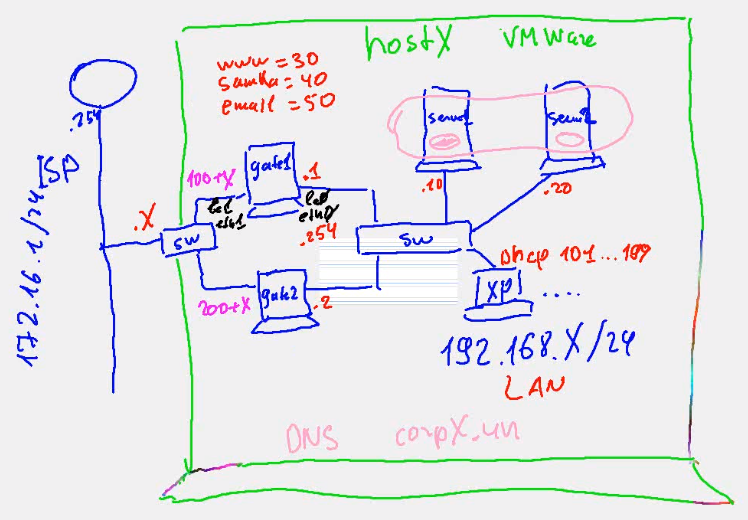 hostX VMWare
www = 30
samba = 40
email = 50
.254
ISP
172.16.1/24
.X
sw
100+X
gate1
.1
le1
eth1
le0
eth0
.254
200+X
gate2
.2
sw
server1
.10
server2
.20
Dhcp 101...199
XP
....
192.168.X/24
LAN
DNS corpX.un